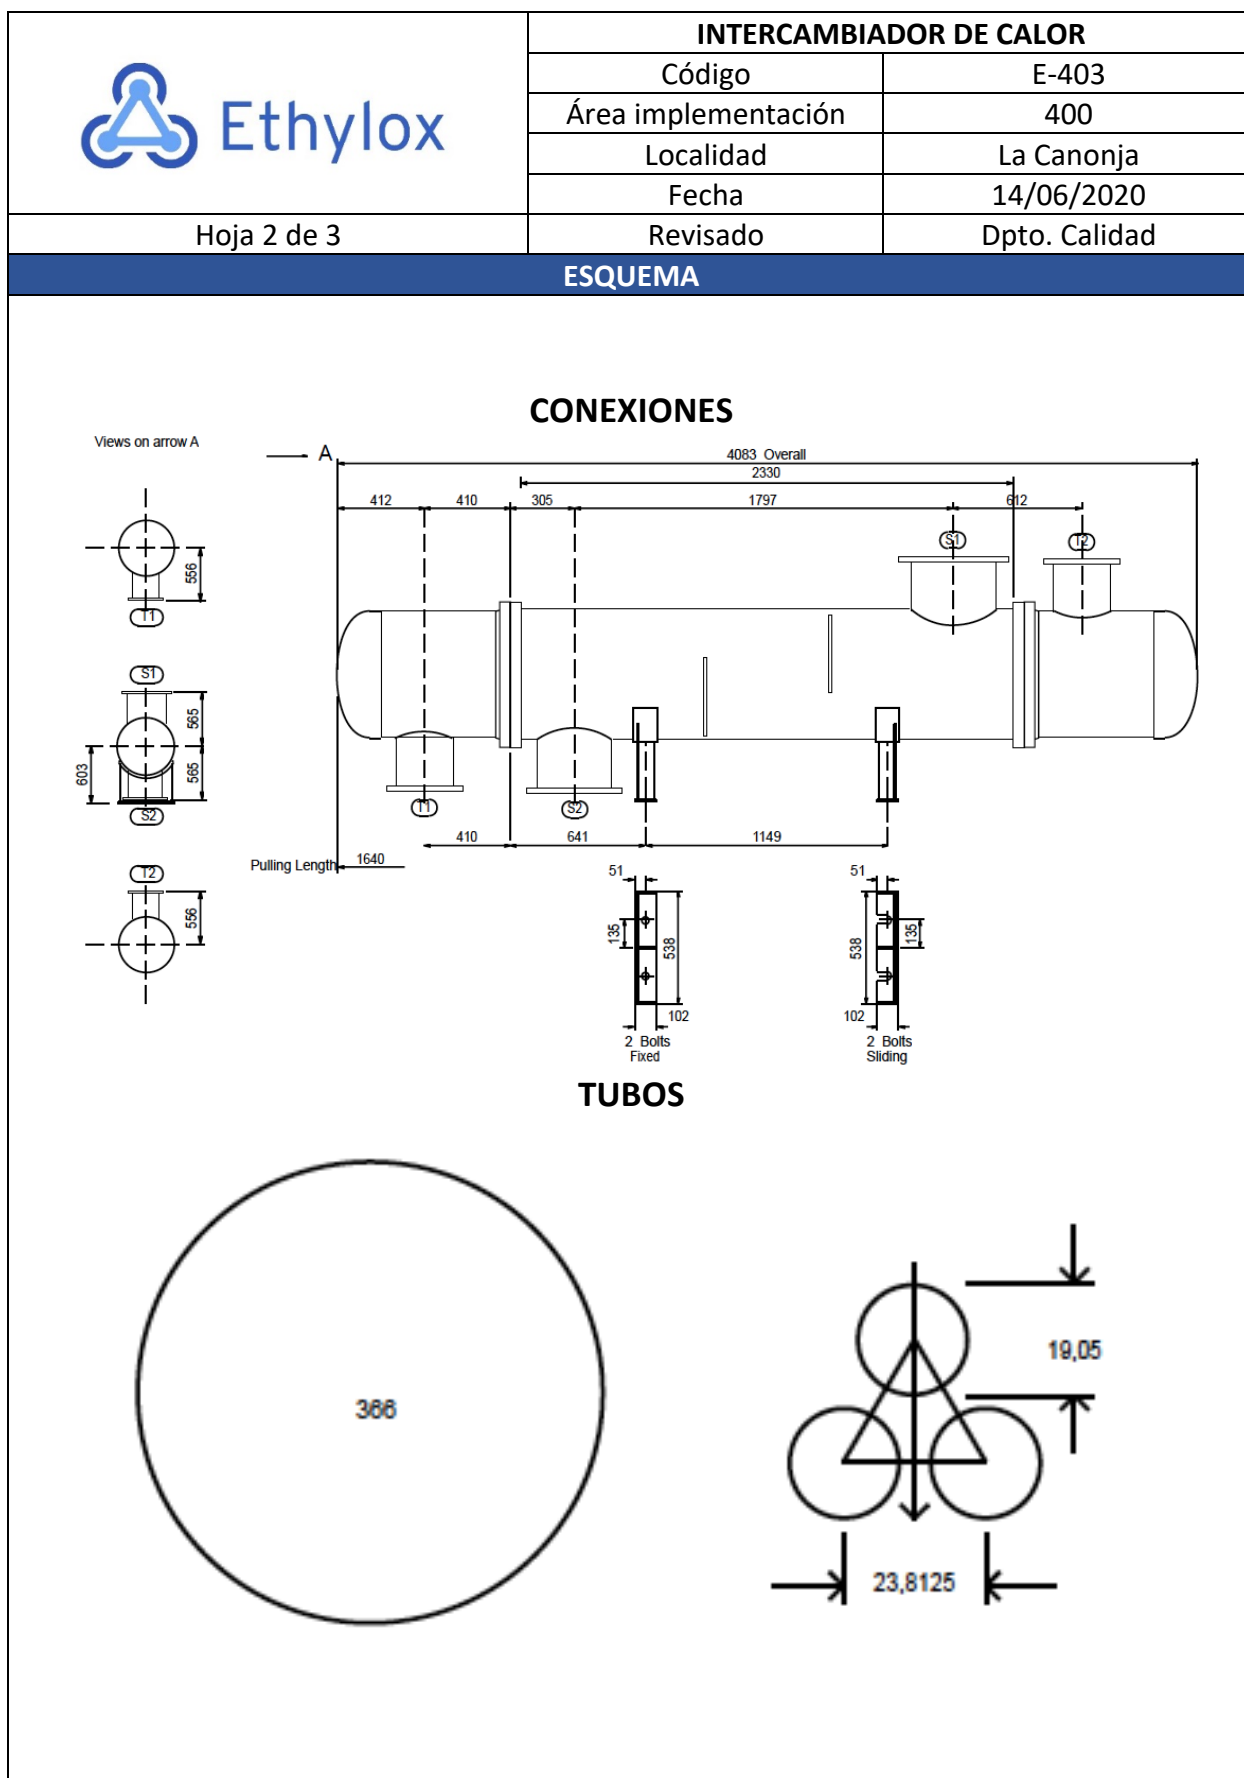 INTERCAMBIADOR DE CALOR
Ethylox
Código E-403
Área implementación 400
Localidad La Canonja
Fecha 14/06/2020
Hoja 2 de 3 Revisado Dpto. Calidad
ESQUEMA
CONEXIONES
Views on arrow A
A
4083 Overall
2330
412 410 305 1797 612
S1 T2
556
T1
S1
565
603 565
S2
T2
556
T1 S2
410 641 1149
Pulling Length 1640
51 51
135 538 538 135
102 102
2 Bolts 2 Bolts
Fixed Sliding
TUBOS
366
19,05
23,8125